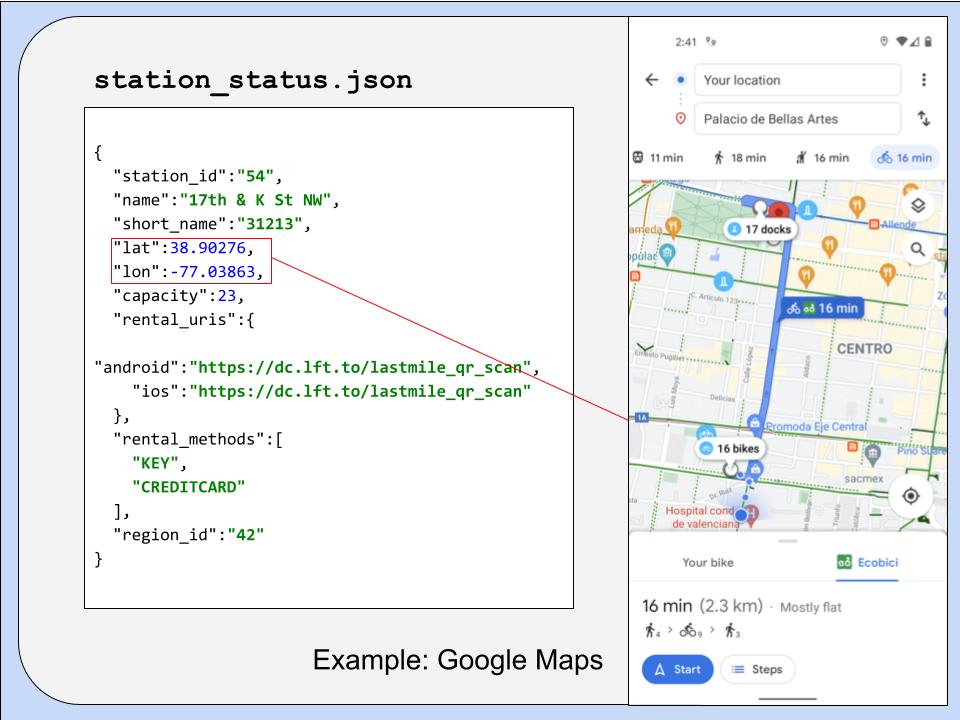 station_status.json
{
"station_id":"54",
"name":"17th & K St NW",
"short_name":"31213",
"lat":38.90276,
"lon":-77.03863,
"capacity":23,
"rental_uris":{
"android":"https://dc.lft.to/lastmile_qr_scan",
"ios":"https://dc.lft.to/lastmile_qr_scan"
},
"rental_methods":[
"KEY",
"CREDITCARD"
],
"region_id":"42"
}
Example: Google Maps
2:41
Your location
Palacio de Bellas Artes
11 min
18 min
16 min
16 min
17 docks
Allende
ameda
opular
C. Artículo 123
16 min
CENTRO
Ernesto Pugibet
Luis Moya
Calle López
Aldaco
Delicias
1A
Promoda Eje Central
16 bikes
Pino Suáre
sacmex
Dr. Ruiz
Hospital cond
de valenciana
Triunfo
Your bike
Ecobici
16 min (2.3 km) · Mostly flat
4 > 9 > 3
Start
Steps